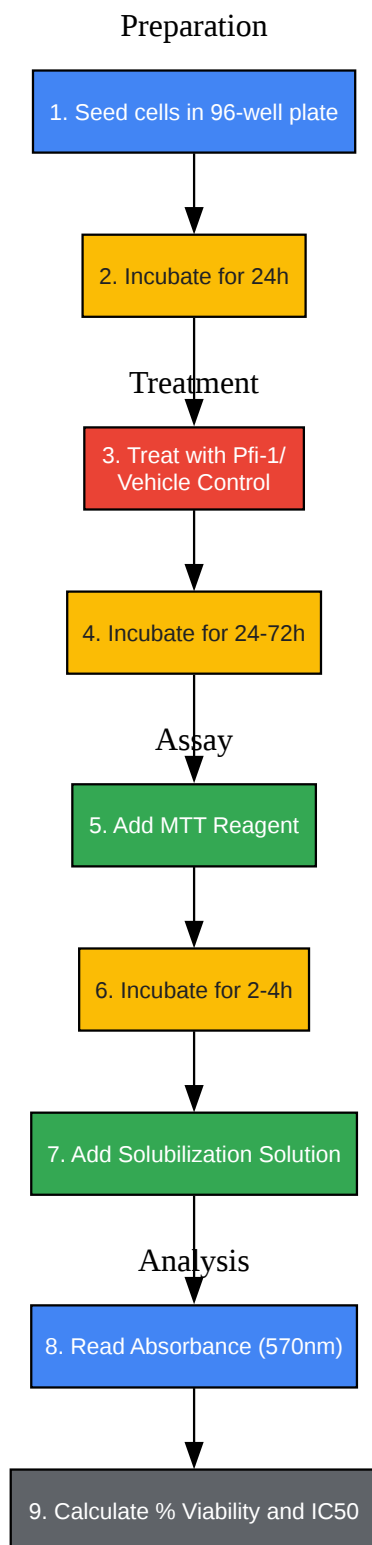 Preparation
1. Seed cells in 96-well plate
2. Incubate for 24h
Treatment
3. Treat with Pfi-1/
Vehicle Control
4. Incubate for 24-72h
Assay
5. Add MTT Reagent
6. Incubate for 2-4h
7. Add Solubilization Solution
Analysis
8. Read Absorbance (570nm)
9. Calculate % Viability and IC50